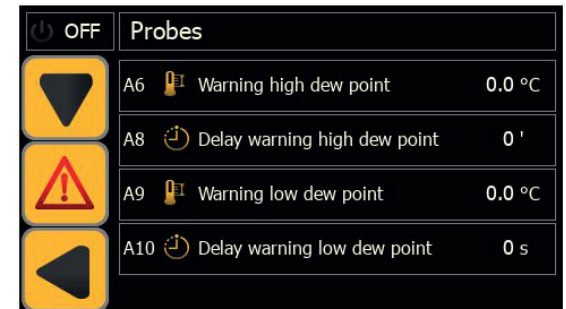 OFF Probes
A6 Warning high dew point 0.0 °C
A8 Delay warning high dew point 0 '
A9 Warning low dew point 0.0 °C
A10 Delay warning low dew point 0 s